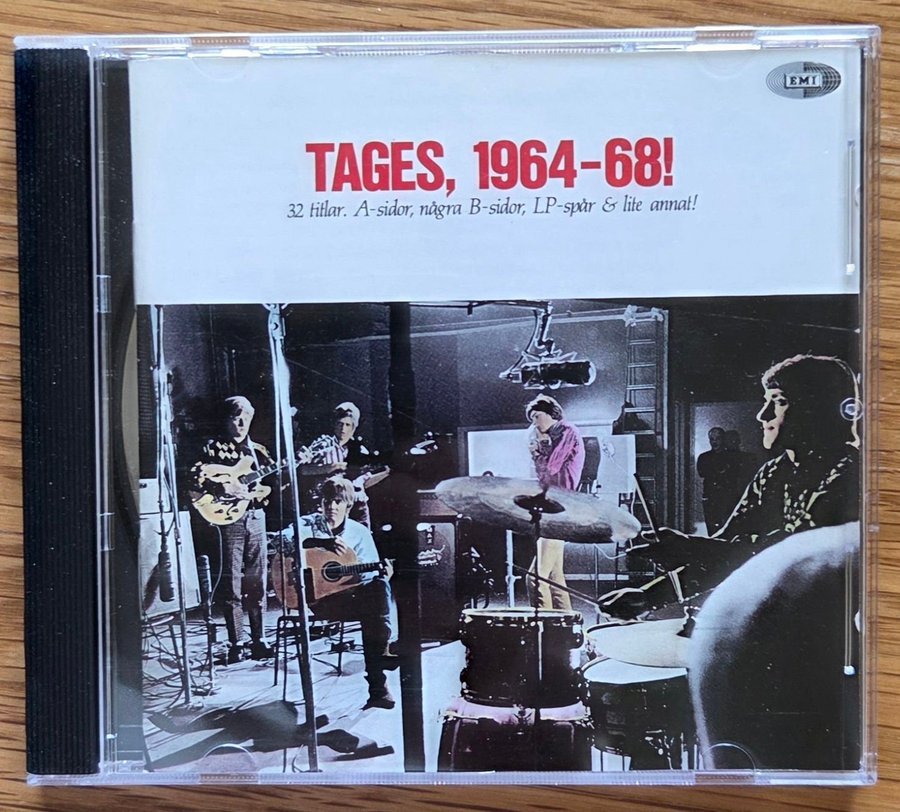 EMI
TAGES, 1964-68!
32 titlar. A-sidor, några B-sidor, LP-spår & lite annat!